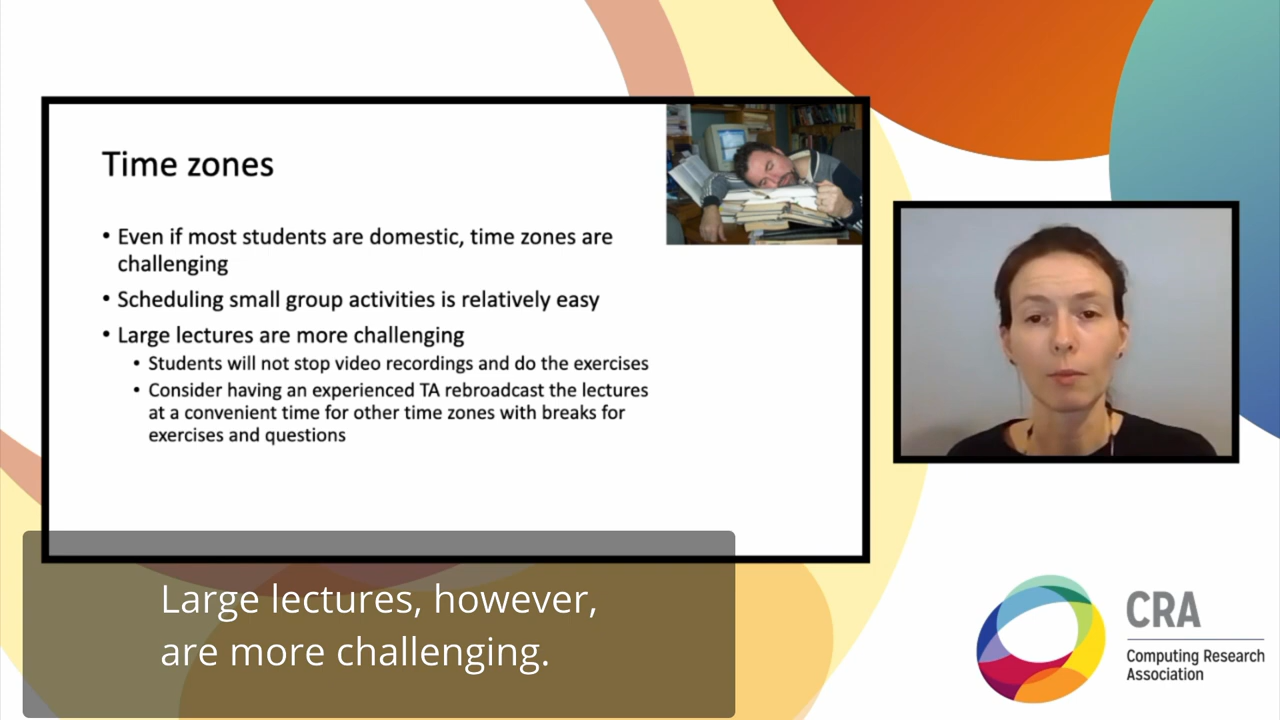 Time zones
• Even if most students are domestic, time zones are
challenging
• Scheduling small group activities is relatively easy
• Large lectures are more challenging
• Students will not stop video recordings and do the exercises
• Consider having an experienced TA rebroadcast the lectures
at a convenient time for other time zones with breaks for
exercises and questions
Large lectures, however,
are more challenging.
CRA
Computing Research
Association